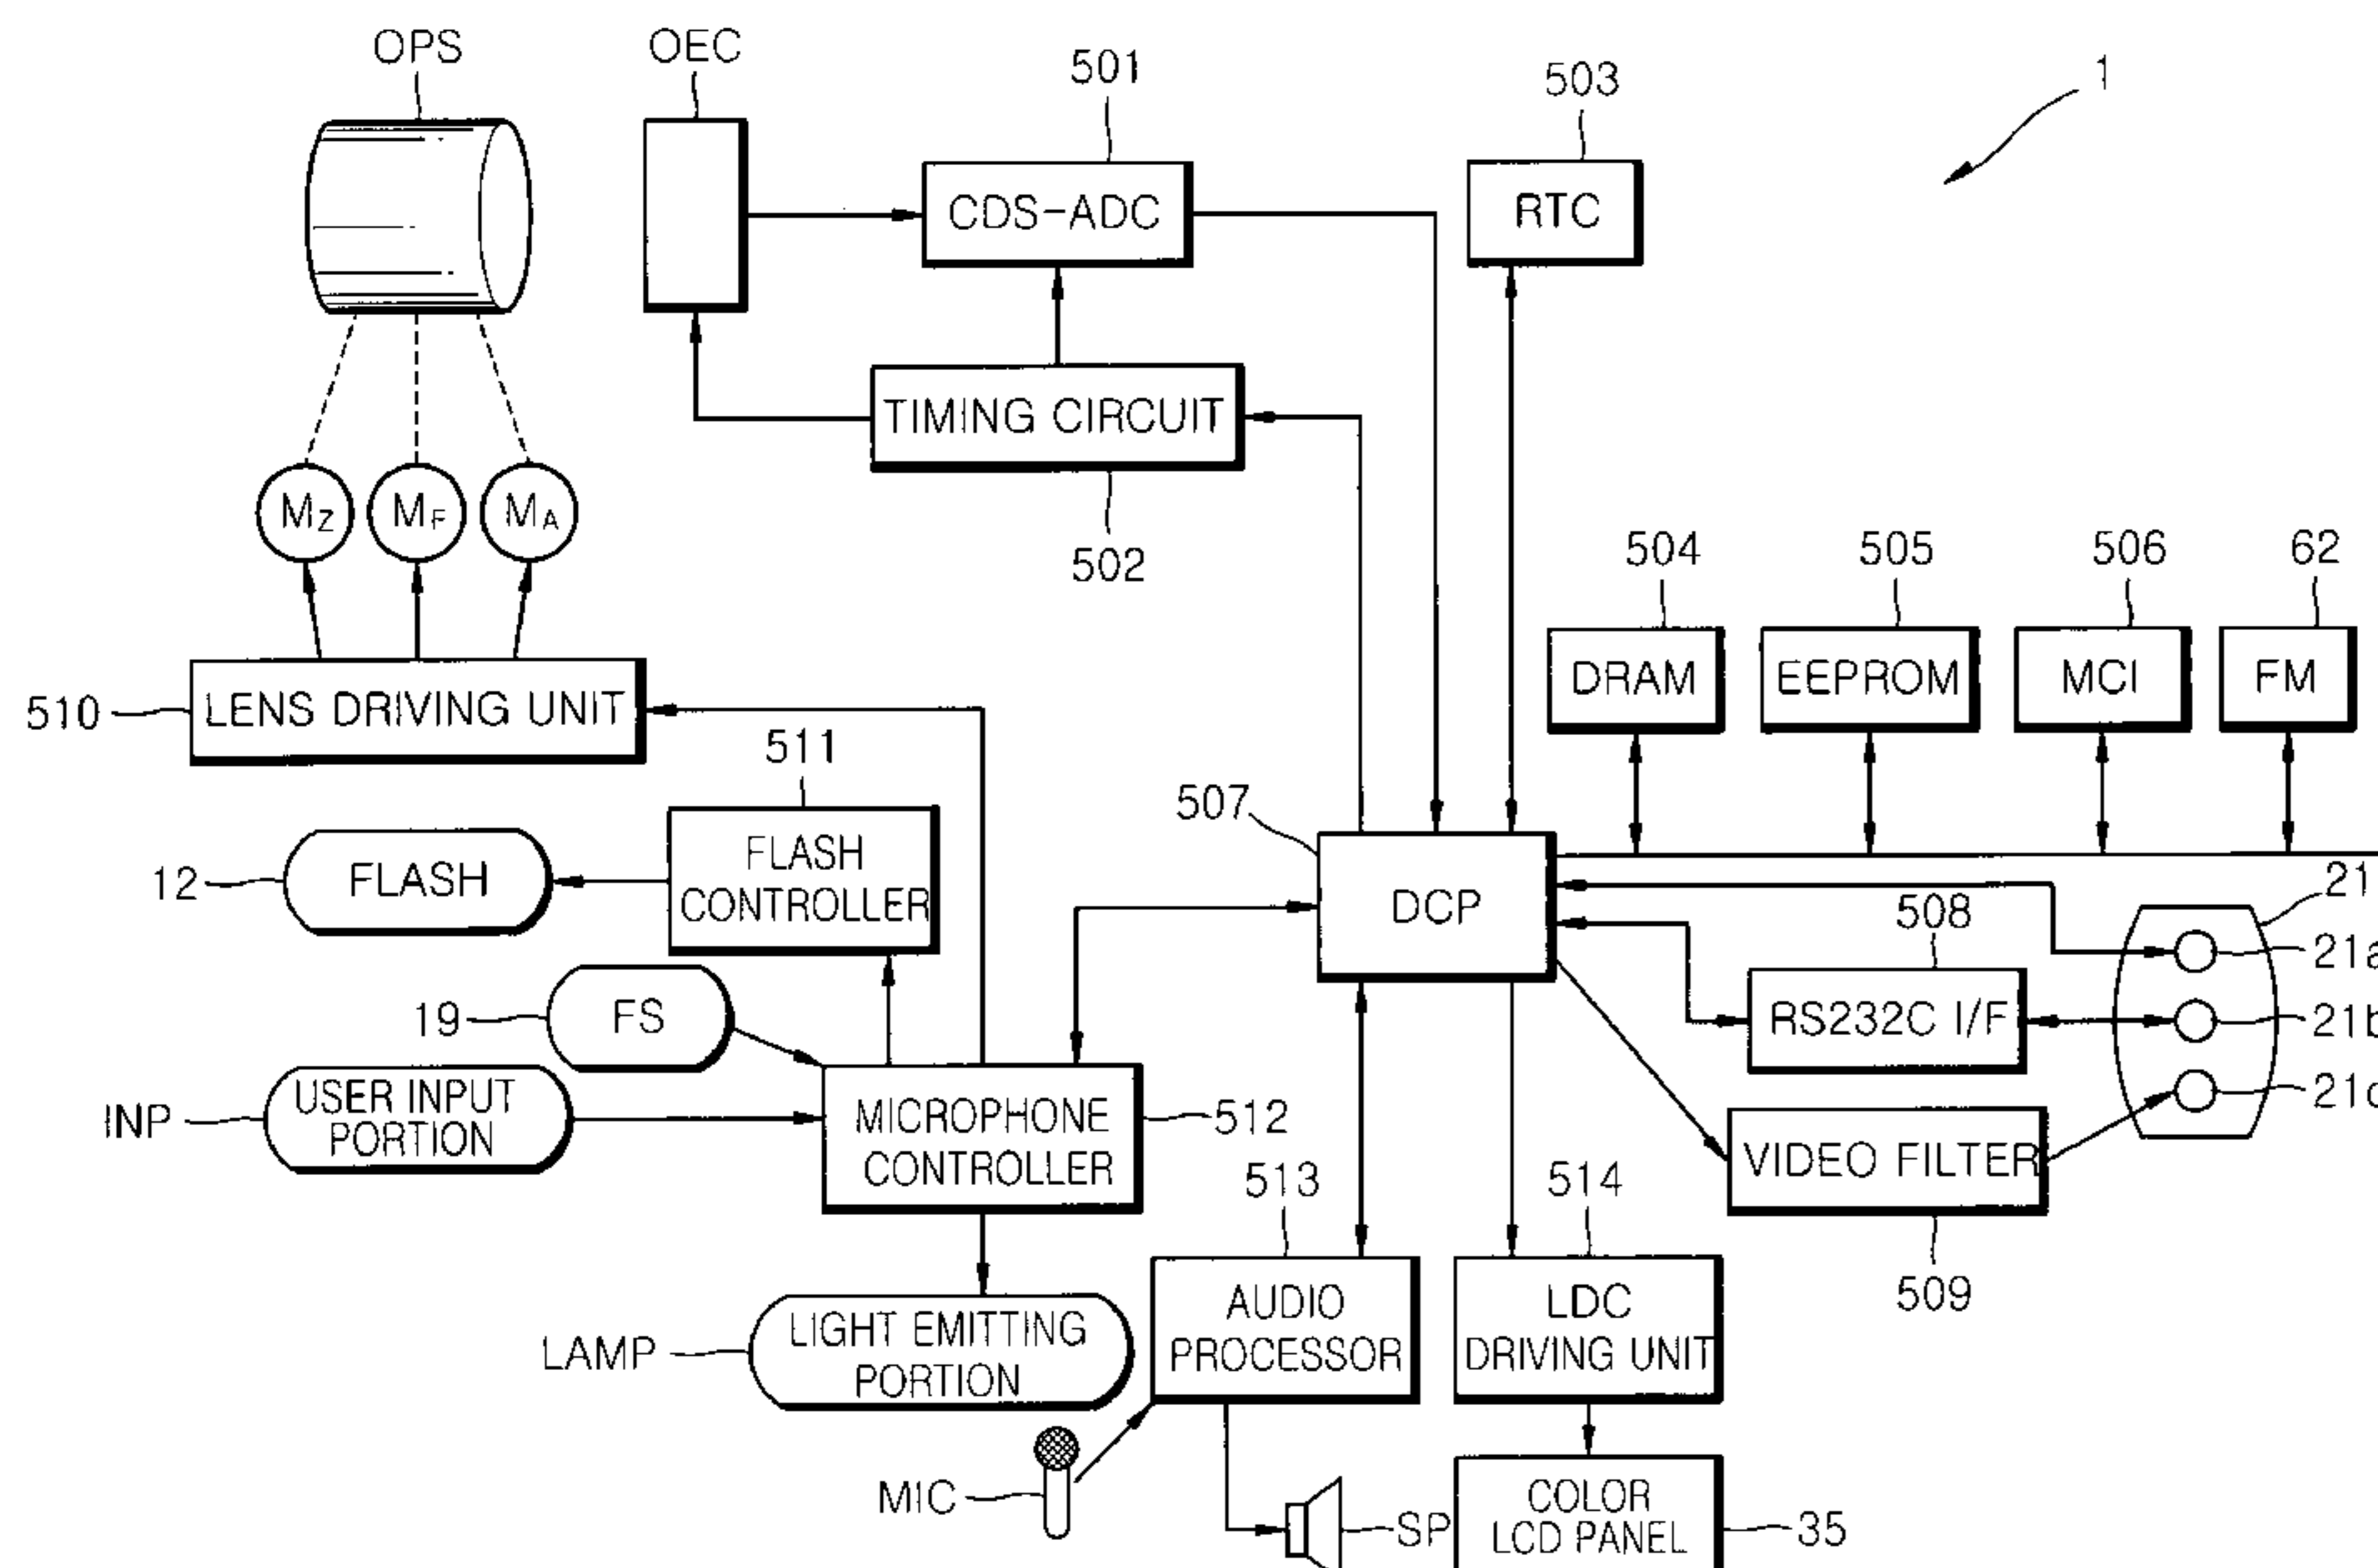 OPS
OEC
501
503
1
CDS-ADC
RTC
TIMING CIRCUIT
502
MZ
MF
MA
504
505
506
62
DRAM
EEPROM
MCI
FM
510
LENS DRIVING UNIT
511
507
FLASH
CONTROLLER
12
FLASH
DCP
21
508
21a
19
FS
RS232C I/F
21b
INP
USER INPUT
PORTION
MICROPHONE
CONTROLLER
512
21c
VIDEO FILTER
513
514
509
AUDIO
PROCESSOR
LDC
DRIVING UNIT
LAMP
LIGHT EMITTING
PORTION
MIC
SP
COLOR
LCD PANEL
35